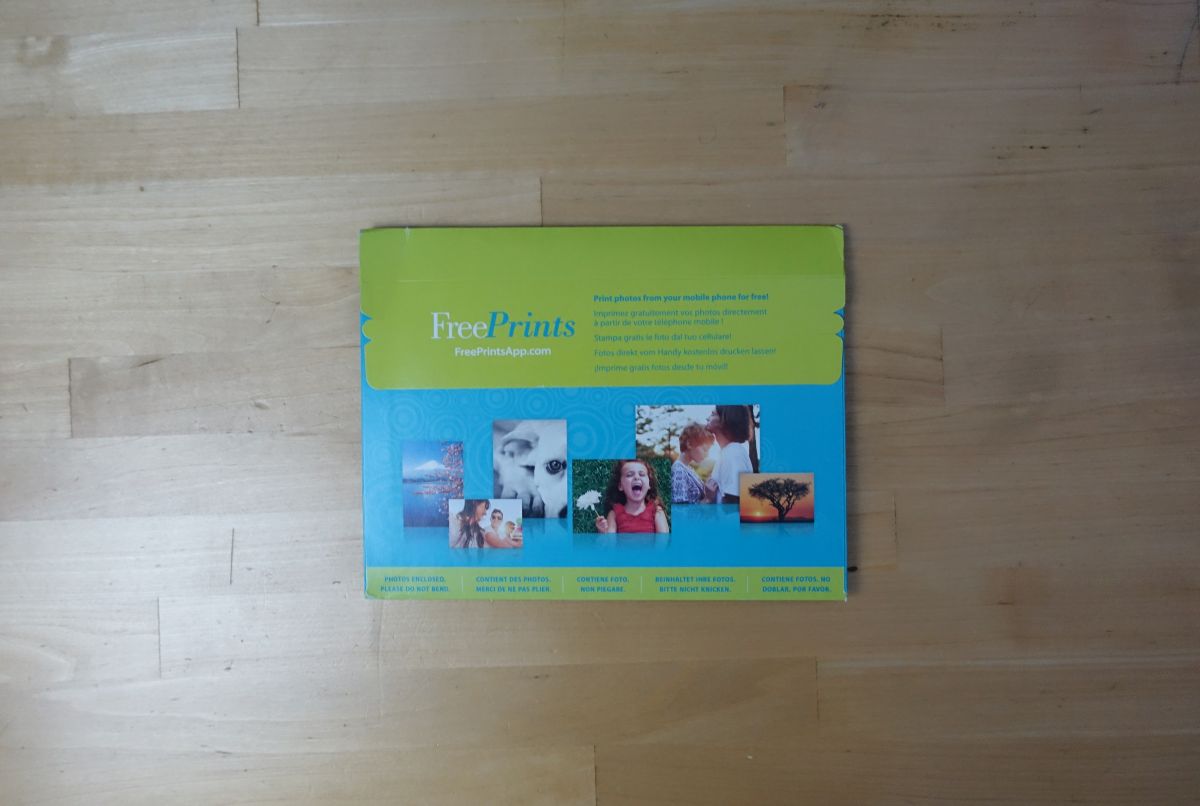 FreePrints
FreePrintsApp.com
Print photos from your mobile phone for free!
Imprimez gratuitement vos photos directement
à partir de votre téléphone mobile !
Stampa gratis le foto dal tuo cellulare!
Fotos direkt vom Handy kostenlos drucken lassen!
¡Imprime gratis fotos desde tu móvil!
PHOTOS ENCLOSED.
PLEASE DO NOT BEND.
CONTIENT DES PHOTOS.
MERCI DE NE PAS PLIER.
CONTIENE FOTO.
NON PIEGARE.
BEINHALTET IHRE FOTOS.
BITTE NICHT KNICKEN.
CONTIENE FOTOS. NO
DOBLAR, POR FAVOR.